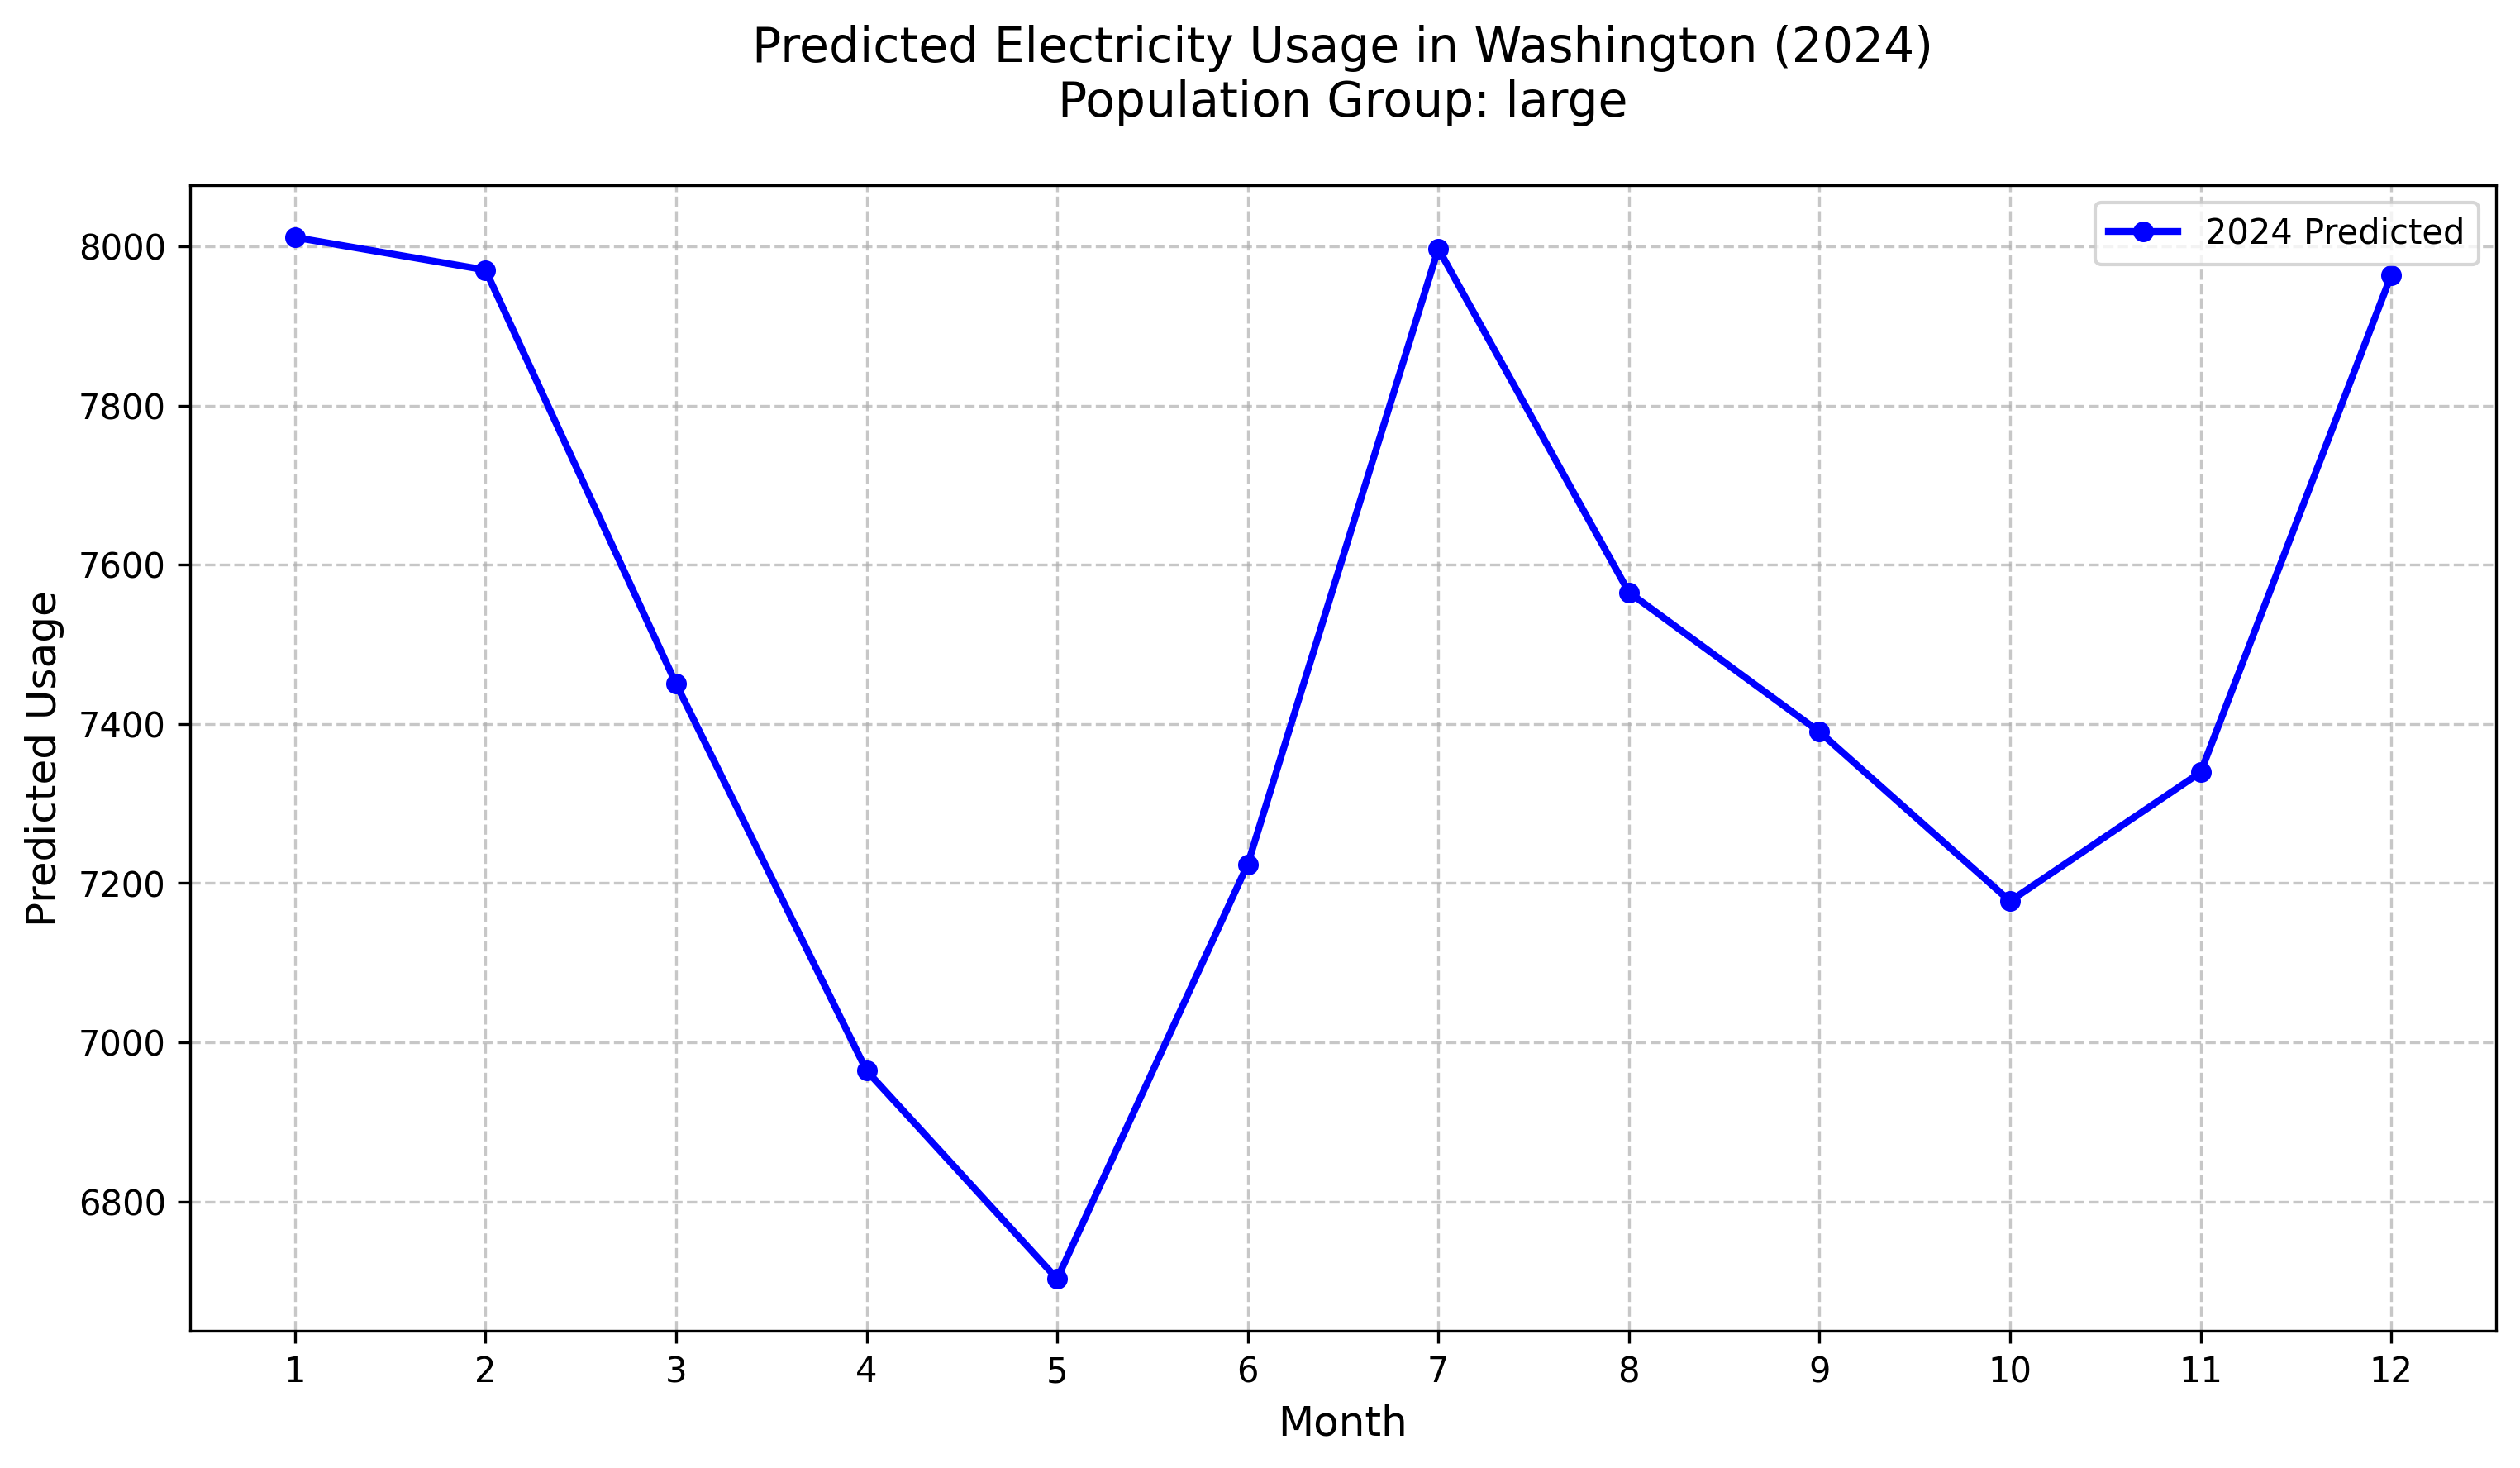 Predicted Electricity Usage in Washington (2024)
Population Group: large
2024 Predicted
8000
7800
7600
7400
7200
7000
6800
Predicted Usage
1 2 3 4 5 6 7 8 9 10 11 12
Month